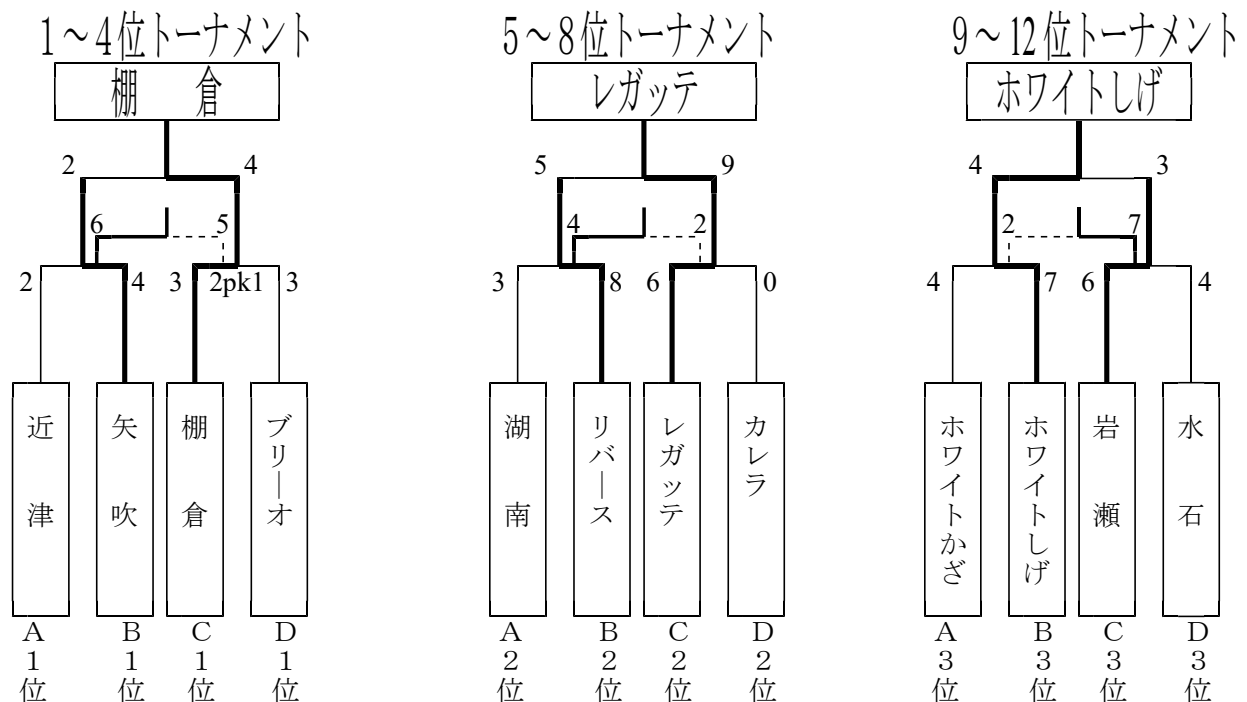 1～4位トーナメント
棚　倉
2 4
6 5
2 4 3 2pk1 3
近津
矢吹
棚倉
ブリーオ
A1位
B1位
C1位
D1位
5～8位トーナメント
レガッテ
5 9
4 2
3 8 6 0
湖南
リバース
レガッテ
カレラ
A2位
B2位
C2位
D2位
9～12位トーナメント
ホワイトしげ
4 3
2 7
4 7 6 4
ホワイトかざ
ホワイトしげ
岩瀬
水石
A3位
B3位
C3位
D3位